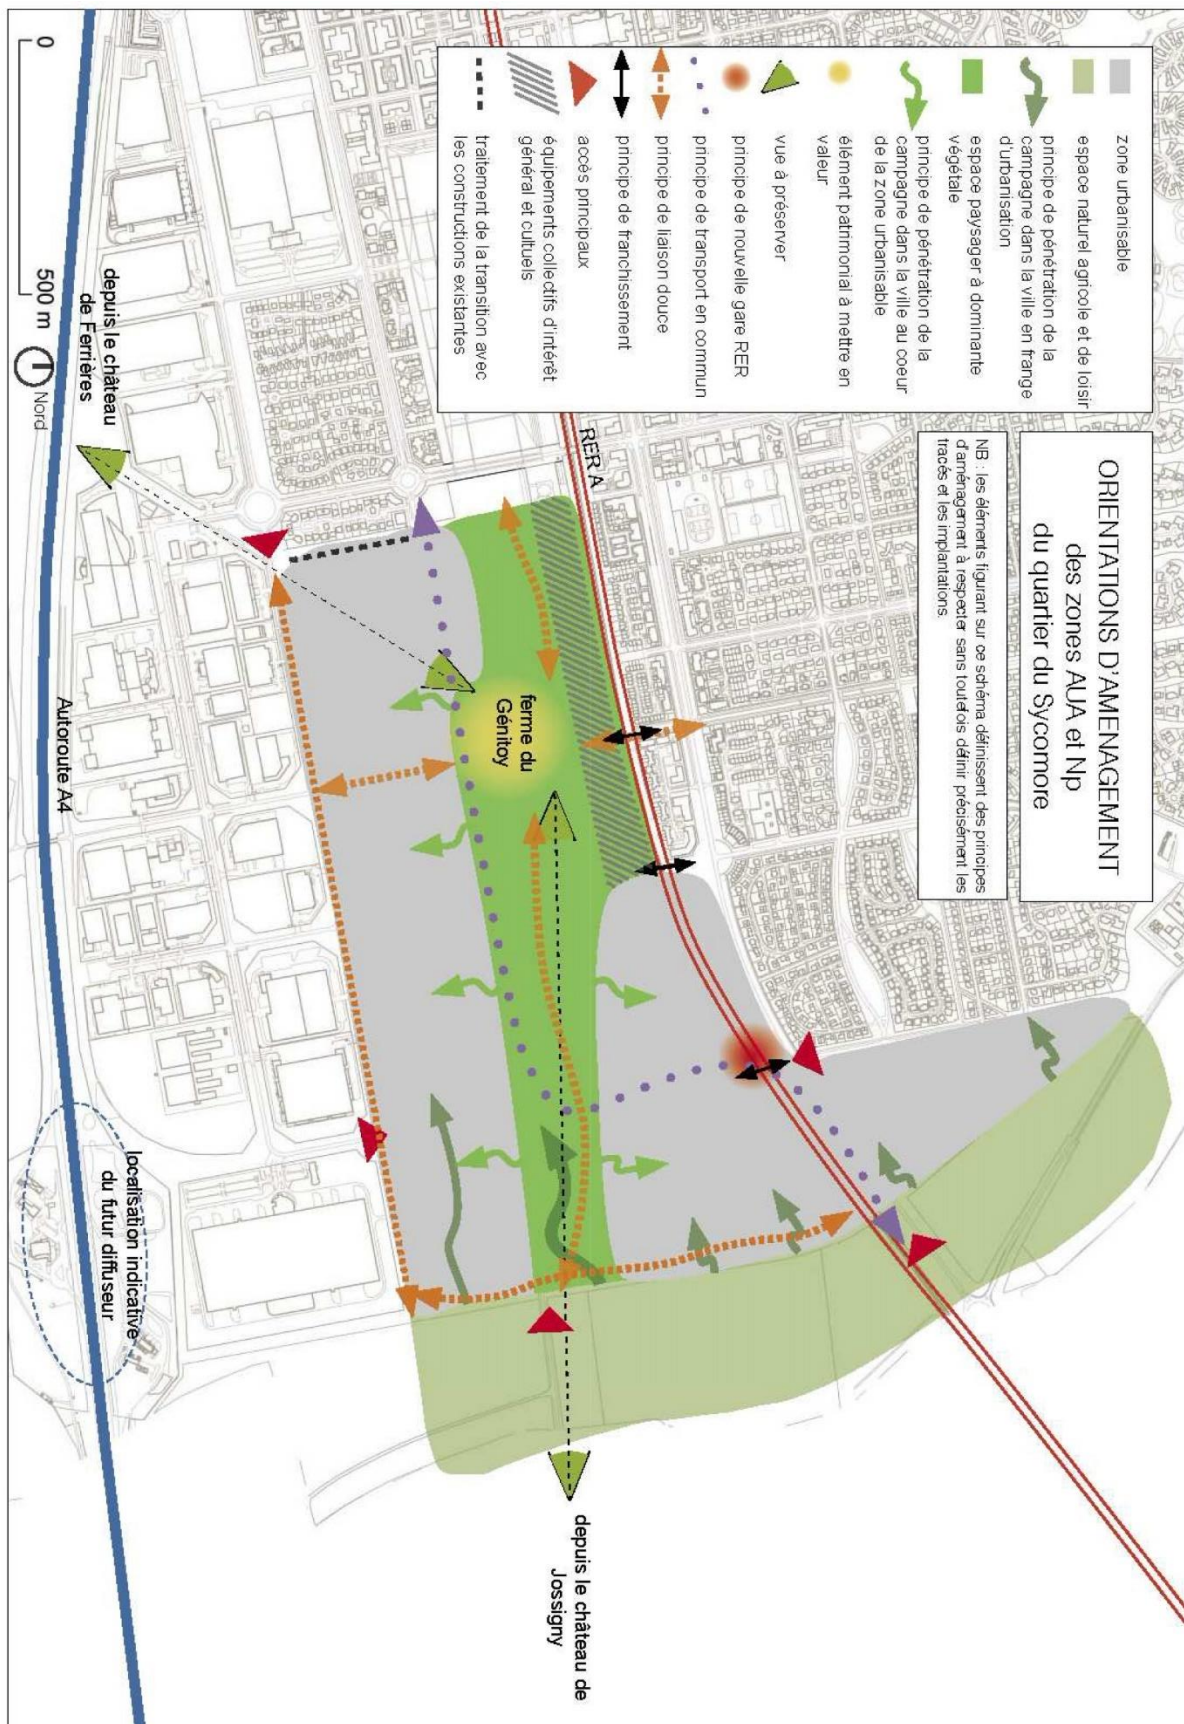 ORIENTATIONS D'AMENAGEMENT
des zones AUA et Np
du quartier du Sycomore
NB : les éléments figurant sur ce schéma définissent des principes
d'aménagement à respecter sans toutefois définir précisément les
tracés et les implantations.
zone urbanisable
espace naturel agricole et de loisir
principe de pénétration de la
campagne dans la ville en frange
d'urbanisation
espace paysager à dominante
végétale
principe de pénétration de la
campagne dans la ville au coeur
de la zone urbanisable
élément patrimonial à mettre en
valeur
vue à préserver
principe de nouvelle gare RER
principe de transport en commun
principe de liaison douce
principe de franchissement
accès principaux
équipements collectifs d'intérêt
général et cultuels
traitement de la transition avec
les constructions existantes
RER A
ferme du
Génitoy
depuis le château de
Jossigny
depuis le château
de Ferrières
Autoroute A4
localisation indicative
du futur diffuseur
0
500 m
Nord